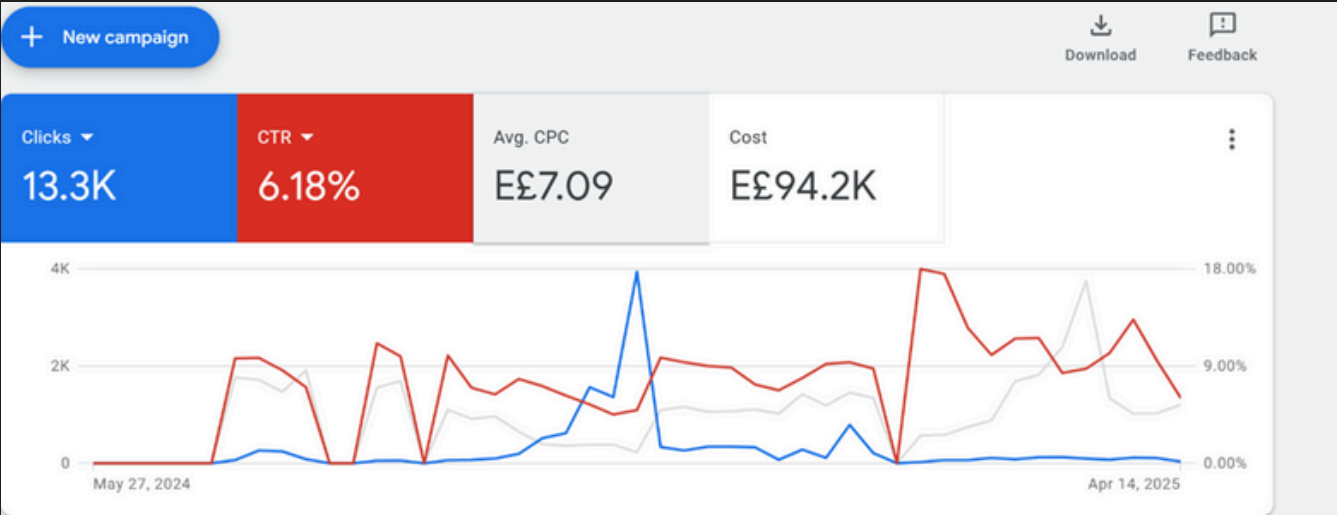 New campaign
Download
Feedback
Clicks
CTR
Avg. CPC
Cost
13.3K
6.18%
E£7.09
E£94.2K
4K
18.00%
2K
9.00%
0
0.00%
May 27, 2024
Apr 14, 2025